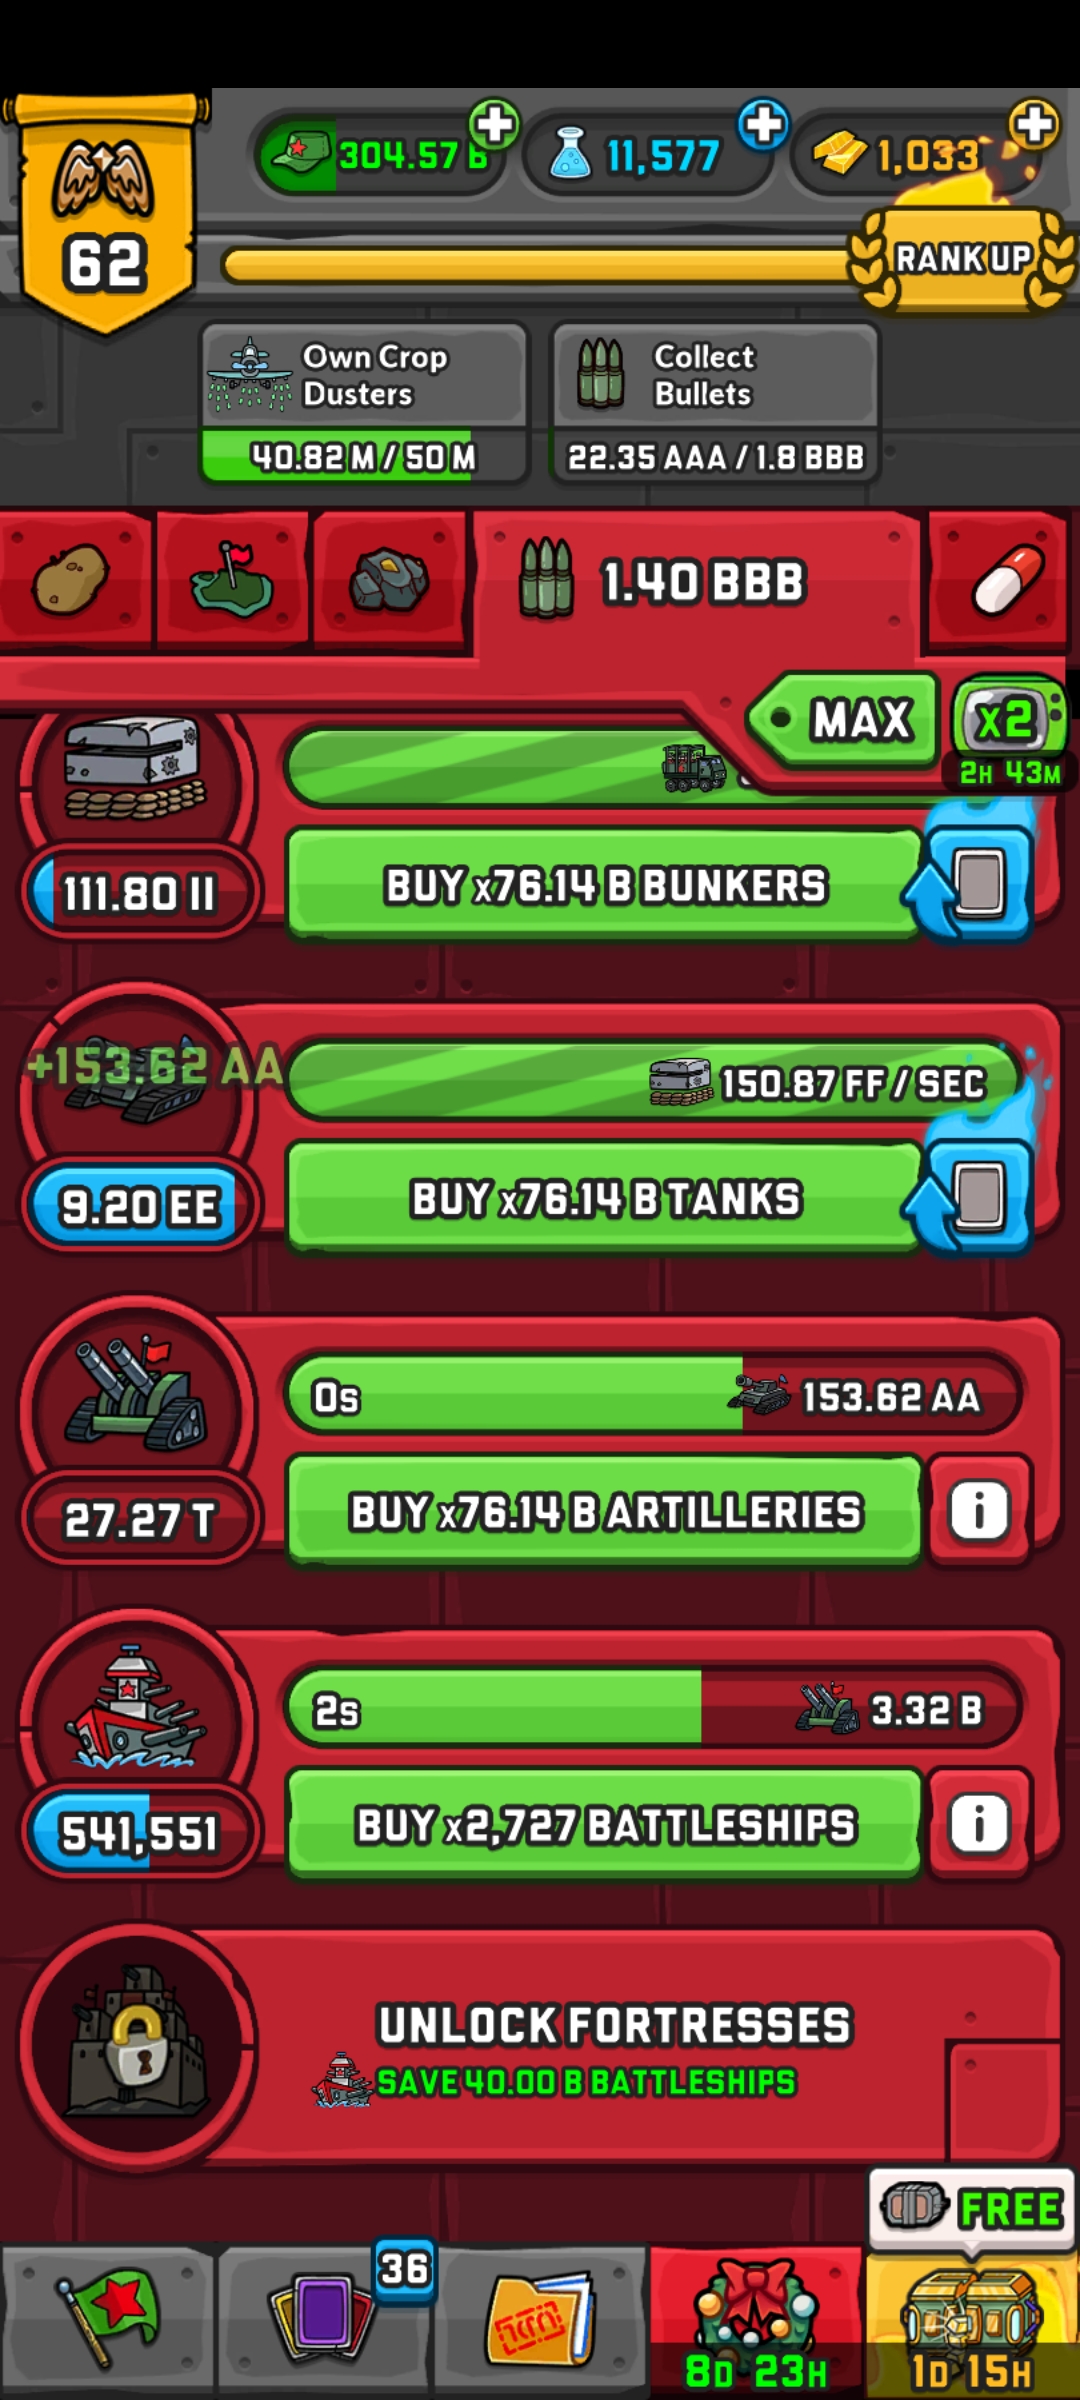 304.57 B
11,577
1,033
62
RANK UP
Own Crop
Dusters
40.82 M / 50 M
Collect
Bullets
22.35 AAA / 1.8 BBB
1.40 BBB
MAX
x2
2H 43M
111.80 II
BUY x76.14 B BUNKERS
+153.62 AA
150.87 FF / SEC
9.20 EE
BUY x76.14 B TANKS
0s
153.62 AA
27.27 T
BUY x76.14 B ARTILLERIES
i
2s
3.32 B
541,551
BUY x2,727 BATTLESHIPS
i
UNLOCK FORTRESSES
SAVE 40.00 B BATTLESHIPS
FREE
36
8D 23H
1D 15H